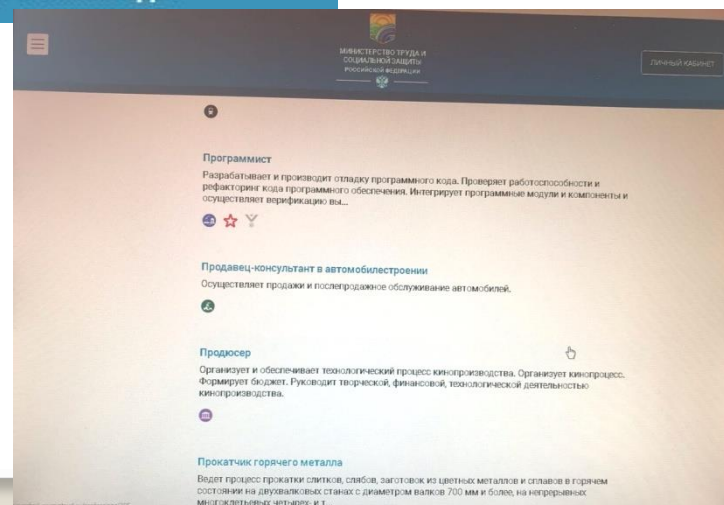 МИНИСТЕРСТВО ТРУДА И
СОЦИАЛЬНОЙ ЗАЩИТЫ
РОССИЙСКОЙ ФЕДЕРАЦИИ
ЛИЧНЫЙ КАБИНЕТ
Программист
Разрабатывает и производит отладку программного кода. Проверяет работоспособности и
рефакторинг кода программного обеспечения. Интегрирует программные модули и компоненты и
осуществляет верификацию вы...
Продавец-консультант в автомобилестроении
Осуществляет продажи и послепродажное обслуживание автомобилей.
Продюсер
Организует и обеспечивает технологический процесс кинопроизводства. Организует кинопроцесс.
Формирует бюджет. Руководит творческой, финансовой, технологической деятельностью
кинопроизводства.
Прокатчик горячего металла
Ведет процесс прокатки слитков, слябов, заготовок из цветных металлов и сплавов в горячем
состоянии на двухвалковых станах с диаметром валков 700 мм и более, на непрерывных
многоклетьевых четырех- и т...